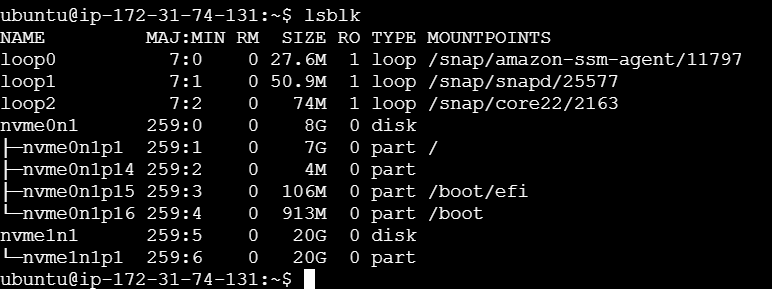 ubuntu@ip-172-31-74-131:~$ lsblk
NAME         MAJ:MIN RM  SIZE RO TYPE MOUNTPOINTS
loop0          7:0    0 27.6M  1 loop /snap/amazon-ssm-agent/11797
loop1          7:1    0 50.9M  1 loop /snap/snapd/25577
loop2          7:2    0   74M  1 loop /snap/core22/2163
nvme0n1      259:0    0    8G  0 disk
├─nvme0n1p1  259:1    0    7G  0 part /
├─nvme0n1p14 259:2    0    4M  0 part
├─nvme0n1p15 259:3    0  106M  0 part /boot/efi
└─nvme0n1p16 259:4    0  913M  0 part /boot
nvme1n1      259:5    0   20G  0 disk
└─nvme1n1p1  259:6    0   20G  0 part
ubuntu@ip-172-31-74-131:~$